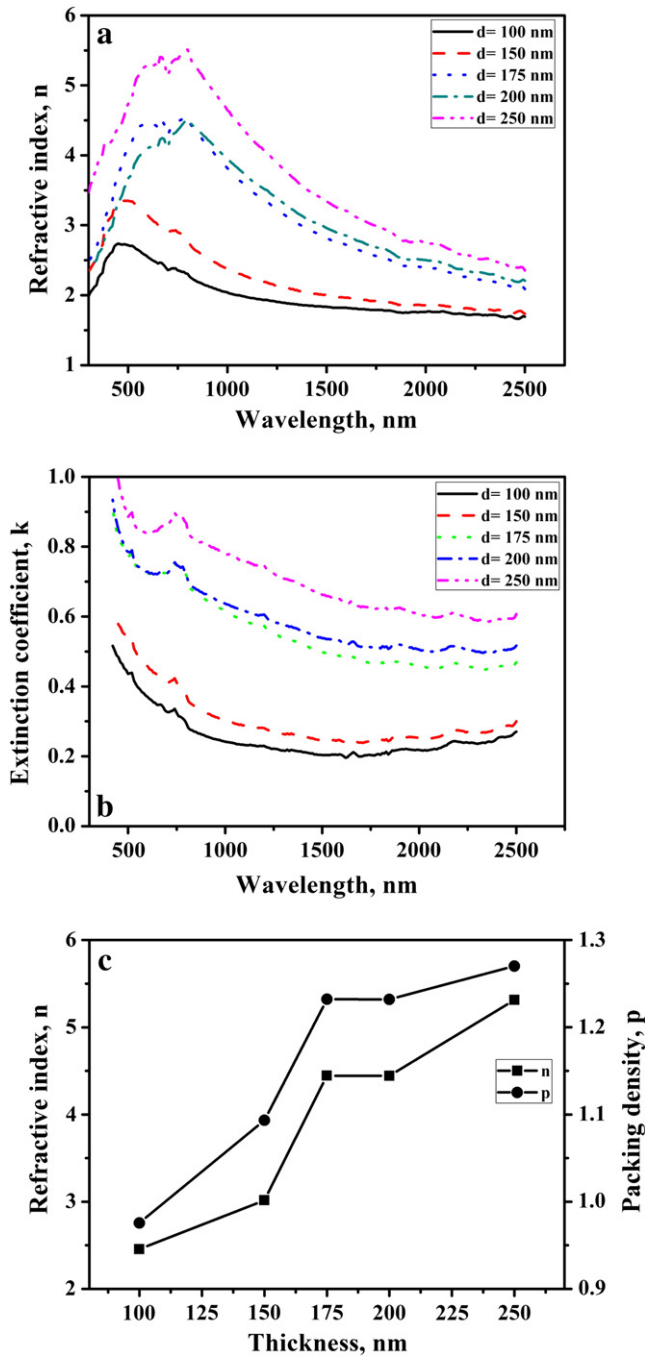 a
d= 100 nm
d= 150 nm
d= 175 nm
d= 200 nm
d= 250 nm
Refractive index, n
6
5
4
3
2
1
500
1000
1500
2000
2500
Wavelength, nm
d= 100 nm
d= 150 nm
d= 175 nm
d= 200 nm
d= 250 nm
Extinction coefficient, k
1.0
0.8
0.6
0.4
0.2
0.0
b
500
1000
1500
2000
2500
Wavelength, nm
c
n
p
Refractive index, n
6
5
4
3
2
Packing density, p
1.3
1.2
1.1
1.0
0.9
100
125
150
175
200
225
250
Thickness, nm